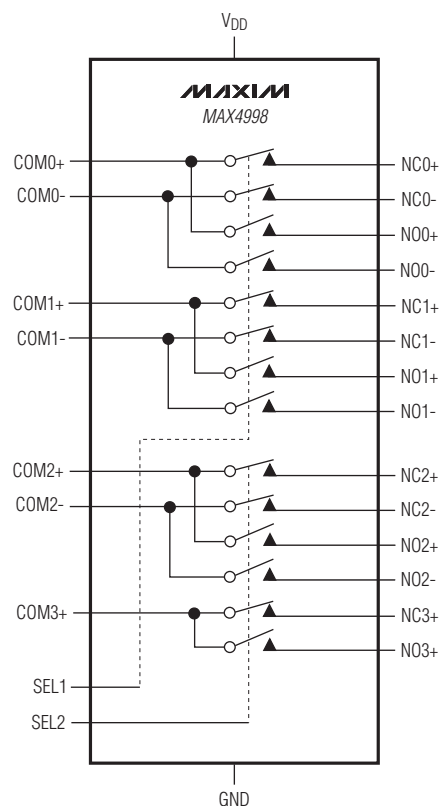 VDD
MAXIM
MAX4998
COM0+
NC0+
COM0-
NC0-
NO0+
NO0-
COM1+
NC1+
COM1-
NC1-
NO1+
NO1-
COM2+
NC2+
COM2-
NC2-
NO2+
NO2-
COM3+
NC3+
NO3+
SEL1
SEL2
GND